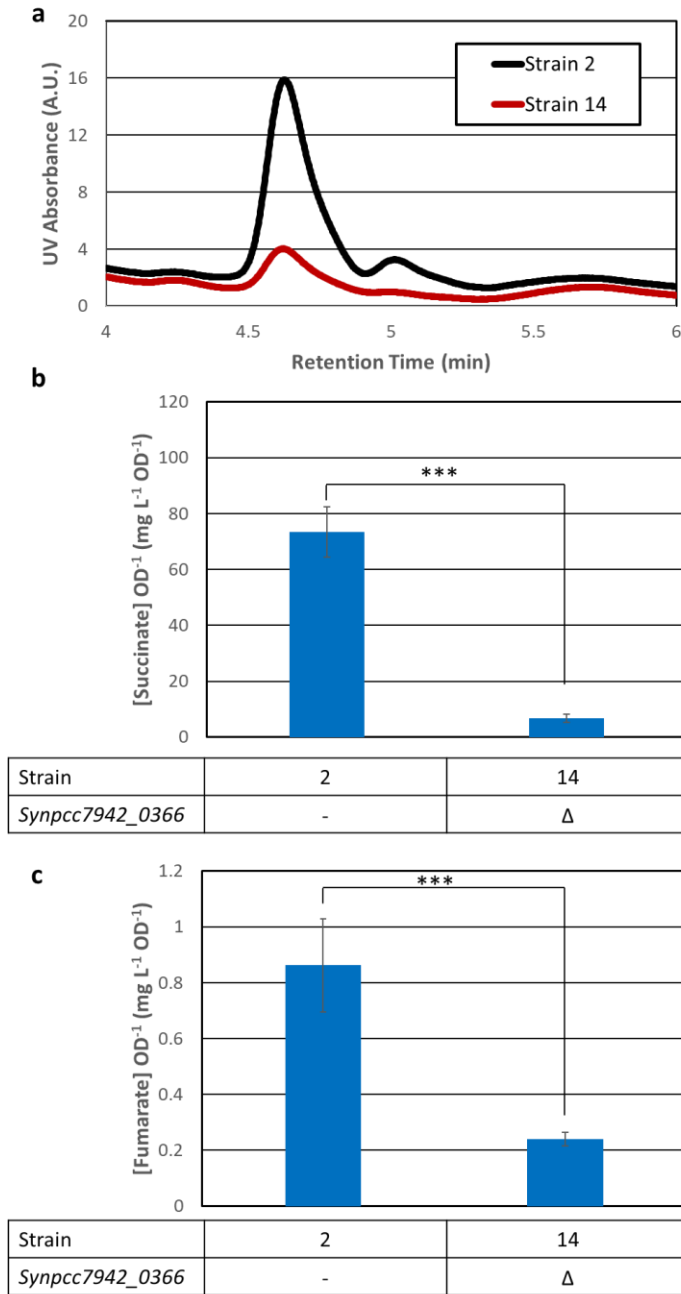 a
20
16
12
8
4
0
UV Absorbance (A.U.)
Strain 2
Strain 14
4 4.5 5 5.5 6
Retention Time (min)
b
120
100
80
60
40
20
0
[Succinate] OD⁻¹ (mg L⁻¹ OD⁻¹)
***
Strain 2 14
Synpcc7942_0366 - Δ
c
1.2
1
0.8
0.6
0.4
0.2
0
[Fumarate] OD⁻¹ (mg L⁻¹ OD⁻¹)
***
Strain 2 14
Synpcc7942_0366 - Δ